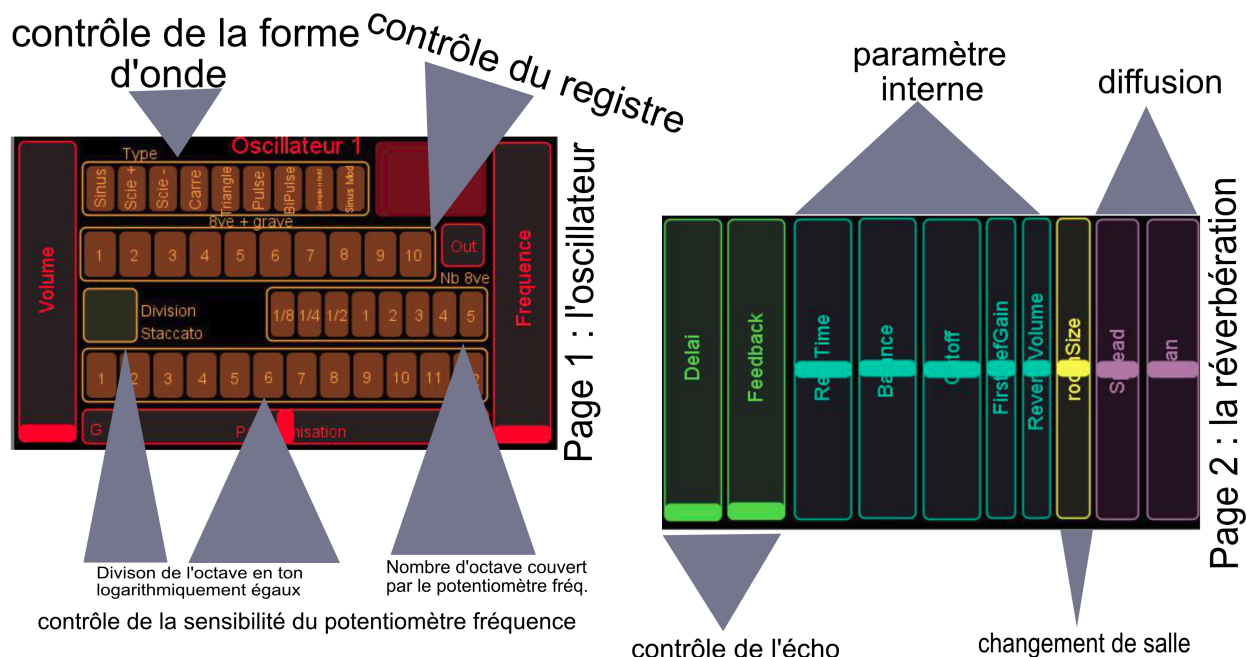 contrôle de la forme
d'onde
contrôle du registre
Oscillateur 1
Type
Sinus
Scie +
Scie -
Carre
Triangle
Pulse
BiPulse
Sinus Mod
8ve + grave
1 2 3 4 5 6 7 8 9 10
Out
Nb 8ve
Volume
Frequence
Division
Staccato
1/8 1/4 1/2 1 2 3 4 5
1 2 3 4 5 6 7 8 9 10 11
G
Page 1 : l'oscillateur
Divison de l'octave en ton
logarithmiquement égaux
Nombre d'octave couvert
par le potentiomètre fréq.
contrôle de la sensibilité du potentiomètre fréquence
paramètre
interne
diffusion
Delai
Feedback
Time
roomSize
Page 2 : la réverbération
contrôle de l'écho
changement de salle